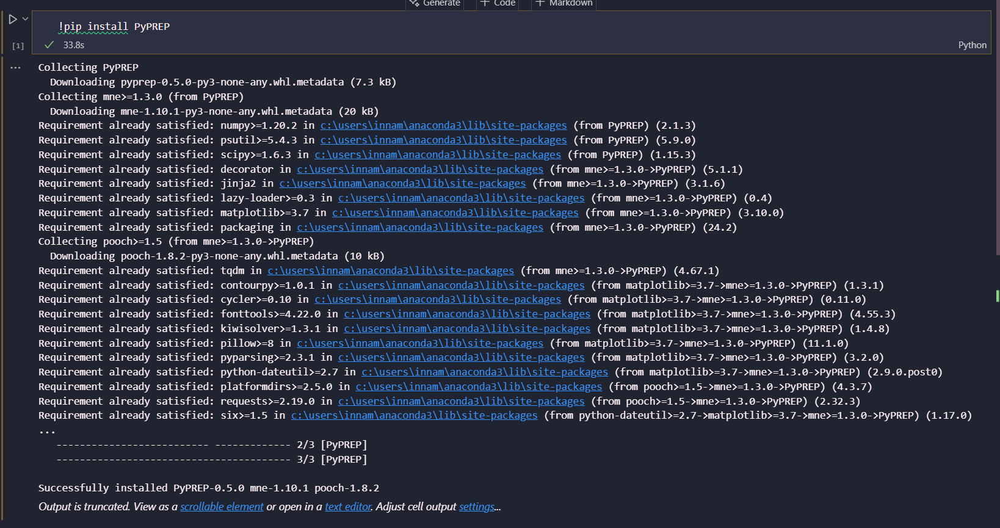 Generate + Code + Markdown
!pip install PyPREP
[1] ✓ 33.8s Python
... Collecting PyPREP
Downloading pyprep-0.5.0-py3-none-any.whl.metadata (7.3 kB)
Collecting mne>=1.3.0 (from PyPREP)
Downloading mne-1.10.1-py3-none-any.whl.metadata (20 kB)
Requirement already satisfied: numpy>=1.20.2 in c:\users\innam\anaconda3\lib\site-packages (from PyPREP) (2.1.3)
Requirement already satisfied: psutil>=5.4.3 in c:\users\innam\anaconda3\lib\site-packages (from PyPREP) (5.9.0)
Requirement already satisfied: scipy>=1.6.3 in c:\users\innam\anaconda3\lib\site-packages (from PyPREP) (1.15.3)
Requirement already satisfied: decorator in c:\users\innam\anaconda3\lib\site-packages (from mne>=1.3.0->PyPREP) (5.1.1)
Requirement already satisfied: jinja2 in c:\users\innam\anaconda3\lib\site-packages (from mne>=1.3.0->PyPREP) (3.1.6)
Requirement already satisfied: lazy-loader>=0.3 in c:\users\innam\anaconda3\lib\site-packages (from mne>=1.3.0->PyPREP) (0.4)
Requirement already satisfied: matplotlib>=3.7 in c:\users\innam\anaconda3\lib\site-packages (from mne>=1.3.0->PyPREP) (3.10.0)
Requirement already satisfied: packaging in c:\users\innam\anaconda3\lib\site-packages (from mne>=1.3.0->PyPREP) (24.2)
Collecting pooch>=1.5 (from mne>=1.3.0->PyPREP)
Downloading pooch-1.8.2-py3-none-any.whl.metadata (10 kB)
Requirement already satisfied: tqdm in c:\users\innam\anaconda3\lib\site-packages (from mne>=1.3.0->PyPREP) (4.67.1)
Requirement already satisfied: contourpy>=1.0.1 in c:\users\innam\anaconda3\lib\site-packages (from matplotlib>=3.7->mne>=1.3.0->PyPREP) (1.3.1)
Requirement already satisfied: cycler>=0.10 in c:\users\innam\anaconda3\lib\site-packages (from matplotlib>=3.7->mne>=1.3.0->PyPREP) (0.11.0)
Requirement already satisfied: fonttools>=4.22.0 in c:\users\innam\anaconda3\lib\site-packages (from matplotlib>=3.7->mne>=1.3.0->PyPREP) (4.55.3)
Requirement already satisfied: kiwisolver>=1.3.1 in c:\users\innam\anaconda3\lib\site-packages (from matplotlib>=3.7->mne>=1.3.0->PyPREP) (1.4.8)
Requirement already satisfied: pillow>=8 in c:\users\innam\anaconda3\lib\site-packages (from matplotlib>=3.7->mne>=1.3.0->PyPREP) (11.1.0)
Requirement already satisfied: pyparsing>=2.3.1 in c:\users\innam\anaconda3\lib\site-packages (from matplotlib>=3.7->mne>=1.3.0->PyPREP) (3.2.0)
Requirement already satisfied: python-dateutil>=2.7 in c:\users\innam\anaconda3\lib\site-packages (from matplotlib>=3.7->mne>=1.3.0->PyPREP) (2.9.0.post0)
Requirement already satisfied: platformdirs>=2.5.0 in c:\users\innam\anaconda3\lib\site-packages (from pooch>=1.5->mne>=1.3.0->PyPREP) (4.3.7)
Requirement already satisfied: requests>=2.19.0 in c:\users\innam\anaconda3\lib\site-packages (from pooch>=1.5->mne>=1.3.0->PyPREP) (2.32.3)
Requirement already satisfied: six>=1.5 in c:\users\innam\anaconda3\lib\site-packages (from python-dateutil>=2.7->matplotlib>=3.7->mne>=1.3.0->PyPREP) (1.17.0)
...
-------------------------- ------------- 2/3 [PyPREP]
---------------------------------------- 3/3 [PyPREP]
Successfully installed PyPREP-0.5.0 mne-1.10.1 pooch-1.8.2
Output is truncated. View as a scrollable element or open in a text editor. Adjust cell output settings...